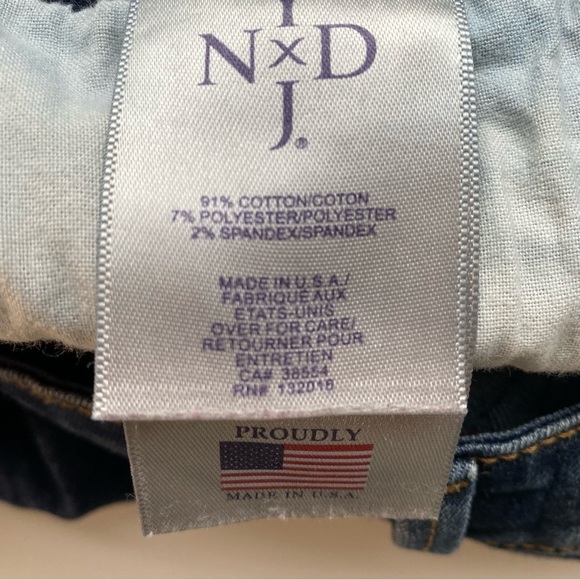 Y
N x D
J®
91% COTTON/COTON
7% POLYESTER/POLYESTER
2% SPANDEX/SPANDEX
MADE IN U.S.A./
FABRIQUÉ AUX
ETATS-UNIS
OVER FOR CARE/
RETOURNER POUR
ENTRETIEN
CA# 38554
RN# 132016
PROUDLY
MADE IN U.S.A.